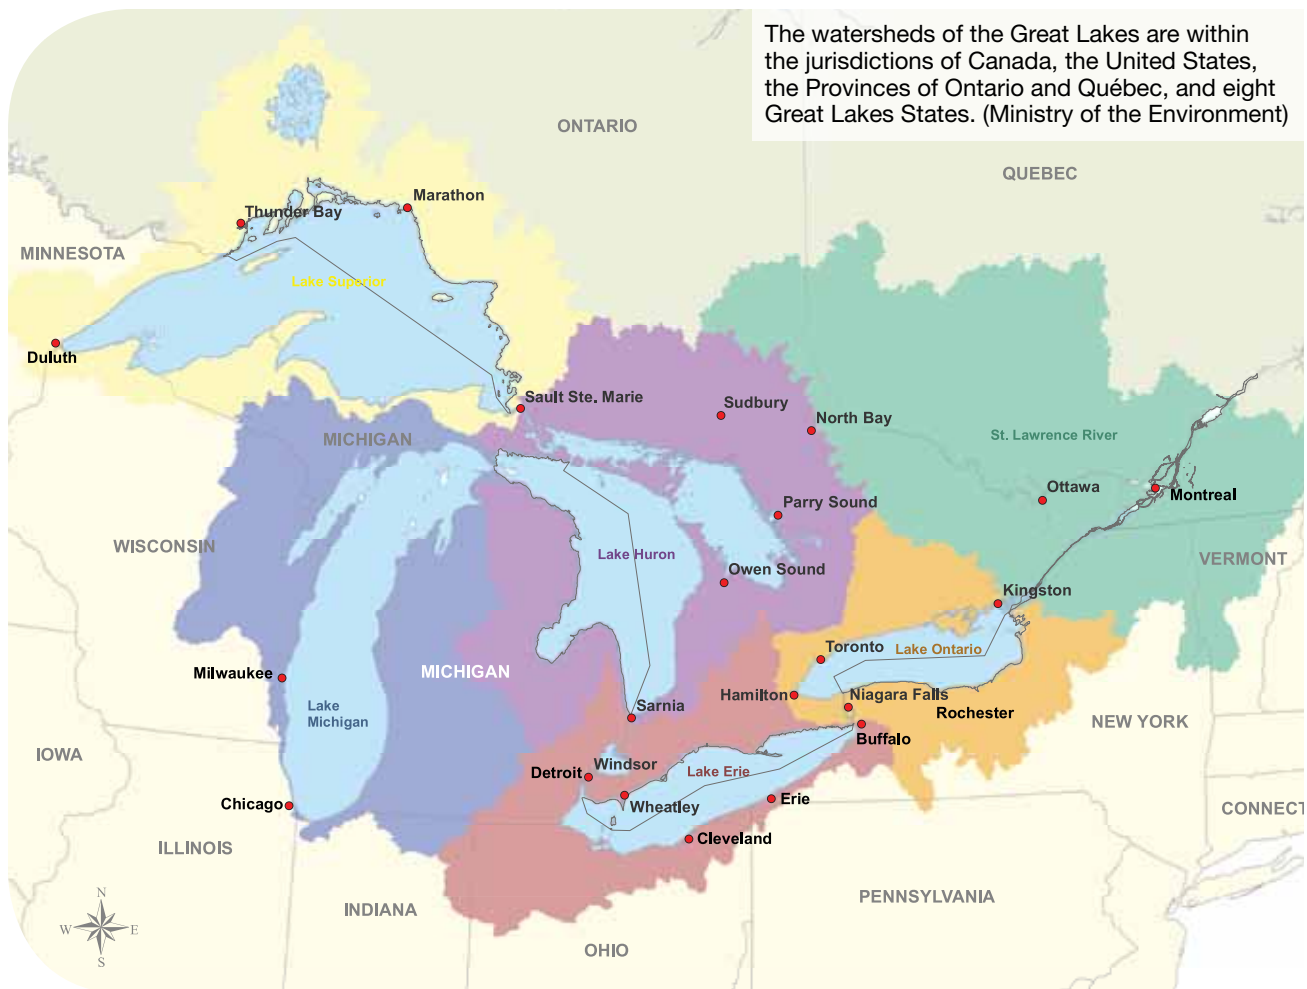 The watersheds of the Great Lakes are within
the jurisdictions of Canada, the United States,
the Provinces of Ontario and Québec, and eight
Great Lakes States. (Ministry of the Environment)
ONTARIO
QUEBEC
Marathon
Thunder Bay
MINNESOTA
Lake Superior
Duluth
Sault Ste. Marie
Sudbury
North Bay
MICHIGAN
St. Lawrence River
Ottawa
Montreal
Parry Sound
WISCONSIN
Lake Huron
VERMONT
Owen Sound
Kingston
Toronto
Lake Ontario
Milwaukee
MICHIGAN
Hamilton
Niagara Falls
Lake
Michigan
Sarnia
Rochester
NEW YORK
Buffalo
IOWA
Windsor
Detroit
Lake Erie
Chicago
Wheatley
Erie
CONNECT
Cleveland
ILLINOIS
PENNSYLVANIA
INDIANA
OHIO
N
W
E
S